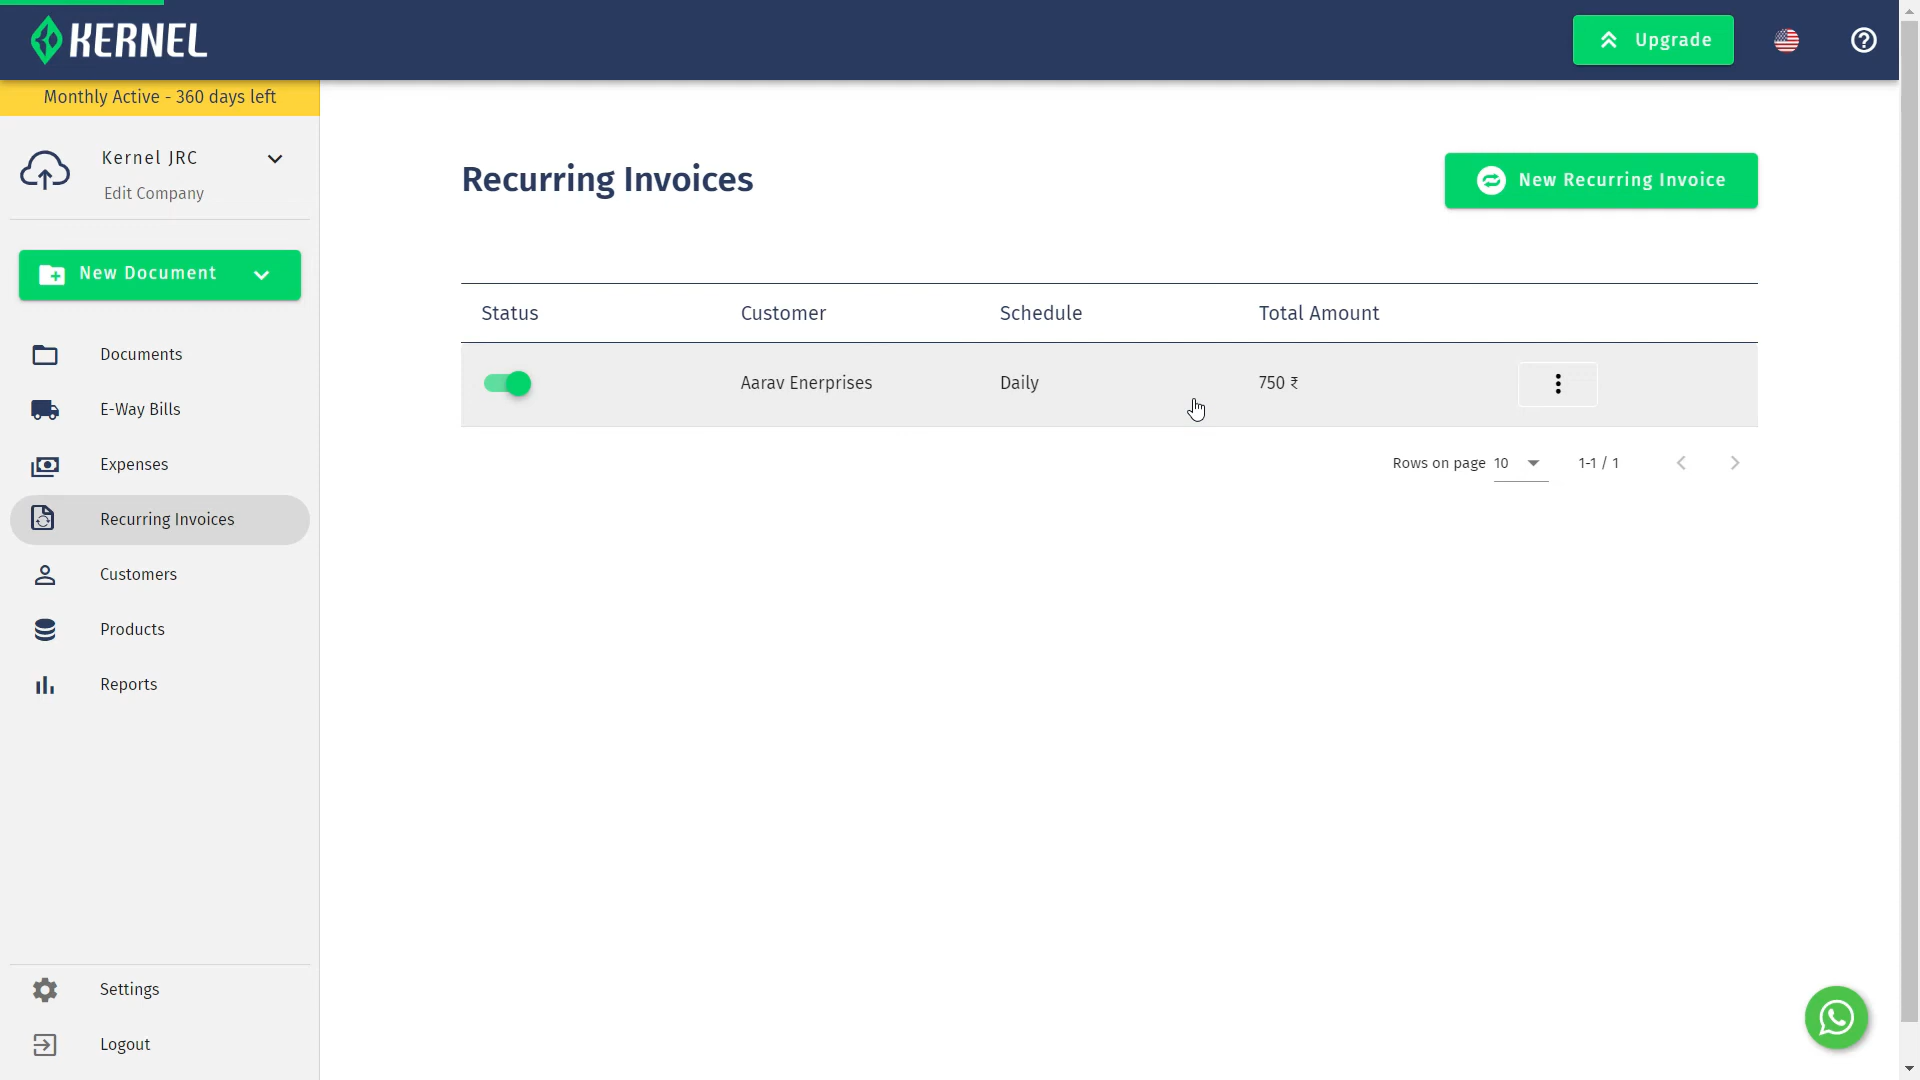 KERNEL
Upgrade
Monthly Active - 360 days left
Kernel JRC
Edit Company
New Document
Documents
E-Way Bills
Expenses
Recurring Invoices
Customers
Products
Reports
Settings
Logout
Recurring Invoices
New Recurring Invoice
Status Customer Schedule Total Amount
Aarav Enerprises Daily 750 ₹
Rows on page 10 1-1 / 1